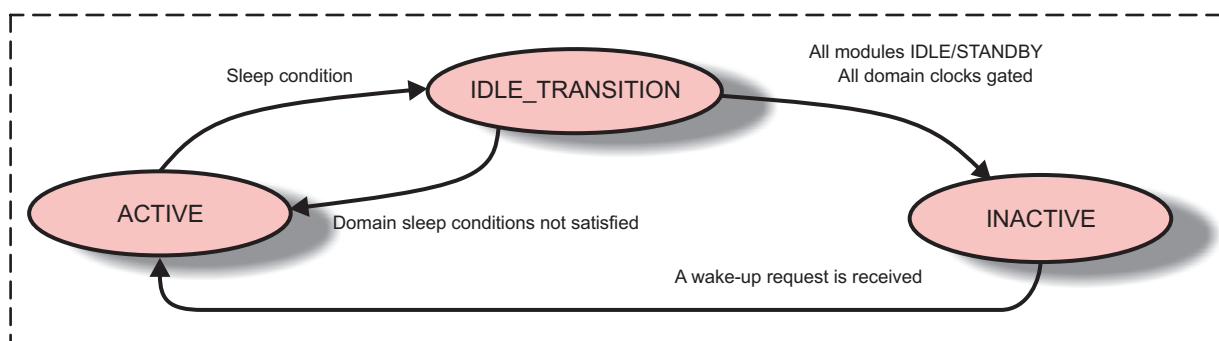 All modules IDLE/STANDBY
All domain clocks gated
Sleep condition
IDLE_TRANSITION
ACTIVE
Domain sleep conditions not satisfied
INACTIVE
A wake-up request is received